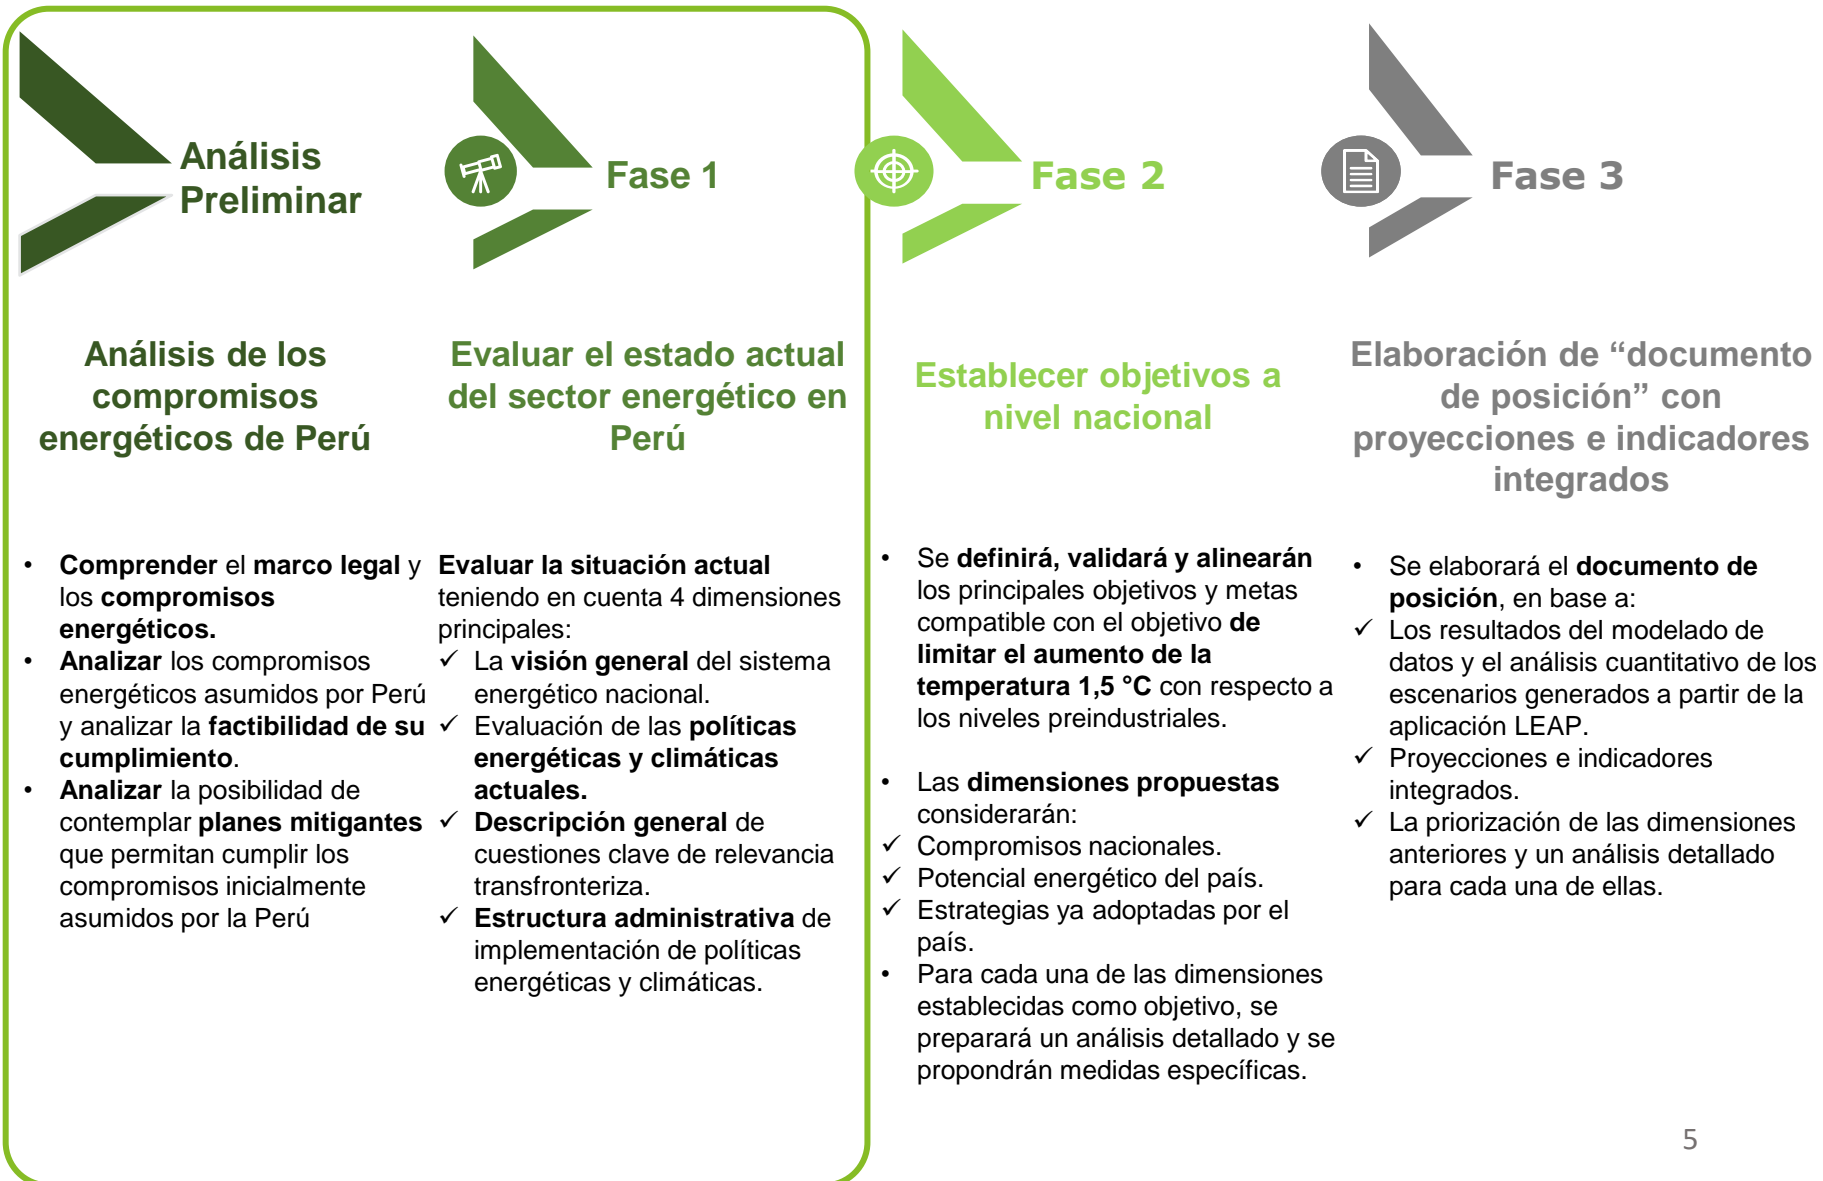 Análisis
Preliminar
Fase 1
Fase 2
Fase 3
Análisis de los
compromisos
energéticos de Perú
Evaluar el estado actual
del sector energético en
Perú
Establecer objetivos a
nivel nacional
Elaboración de “documento
de posición” con
proyecciones e indicadores
integrados
• Comprender el marco legal y
los compromisos
energéticos.
• Analizar los compromisos
energéticos asumidos por Perú
y analizar la factibilidad de su
cumplimiento.
• Analizar la posibilidad de
contemplar planes mitigantes
que permitan cumplir los
compromisos inicialmente
asumidos por la Perú
Evaluar la situación actual
teniendo en cuenta 4 dimensiones
principales:
✓ La visión general del sistema
energético nacional.
✓ Evaluación de las políticas
energéticas y climáticas
actuales.
✓ Descripción general de
cuestiones clave de relevancia
transfronteriza.
✓ Estructura administrativa de
implementación de políticas
energéticas y climáticas.
• Se definirá, validará y alinearán
los principales objetivos y metas
compatible con el objetivo de
limitar el aumento de la
temperatura 1,5 °C con respecto a
los niveles preindustriales.
• Las dimensiones propuestas
considerarán:
✓ Compromisos nacionales.
✓ Potencial energético del país.
✓ Estrategias ya adoptadas por el
país.
• Para cada una de las dimensiones
establecidas como objetivo, se
preparará un análisis detallado y se
propondrán medidas específicas.
• Se elaborará el documento de
posición, en base a:
✓ Los resultados del modelado de
datos y el análisis cuantitativo de los
escenarios generados a partir de la
aplicación LEAP.
✓ Proyecciones e indicadores
integrados.
✓ La priorización de las dimensiones
anteriores y un análisis detallado
para cada una de ellas.
5